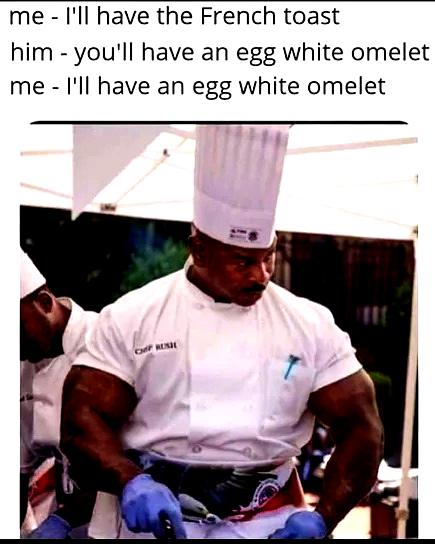 me - I'll have the French toast
him - you'll have an egg white omelet
me - I'll have an egg white omelet
CHEF RUSH